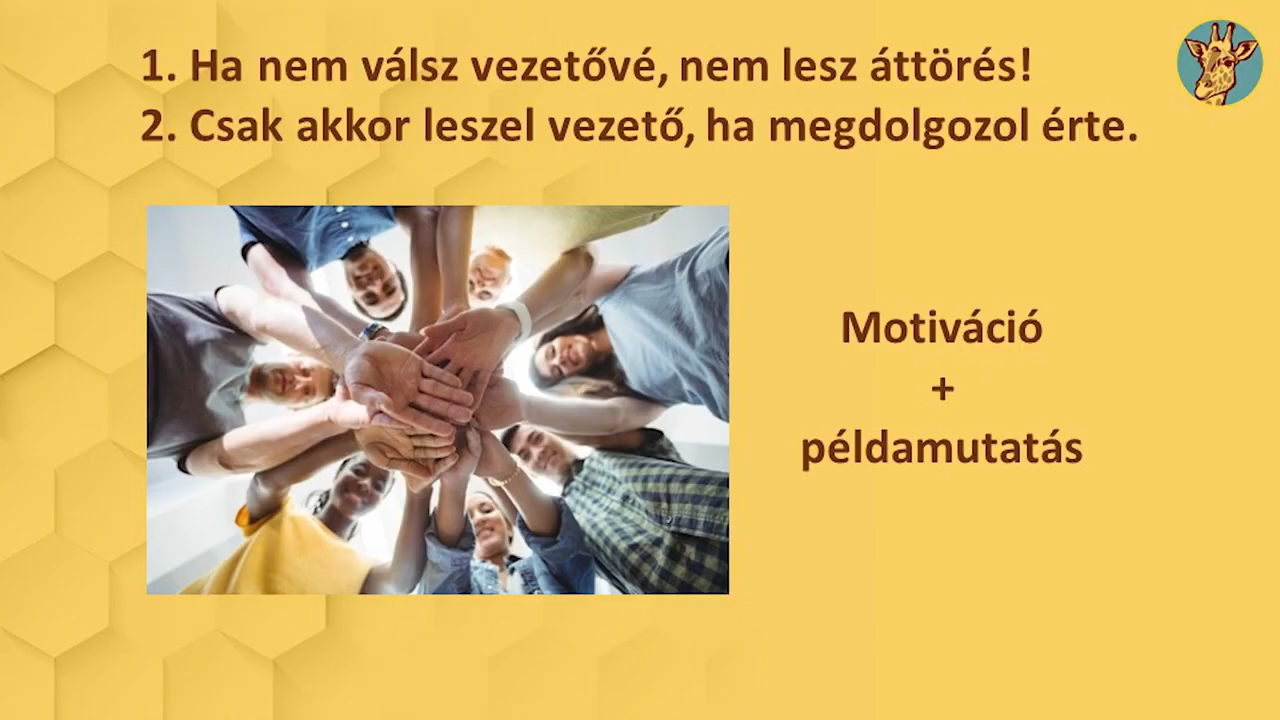 1. Ha nem válsz vezetővé, nem lesz áttörés!
2. Csak akkor leszel vezető, ha megdolgozol érte.
Motiváció
+
példamutatás